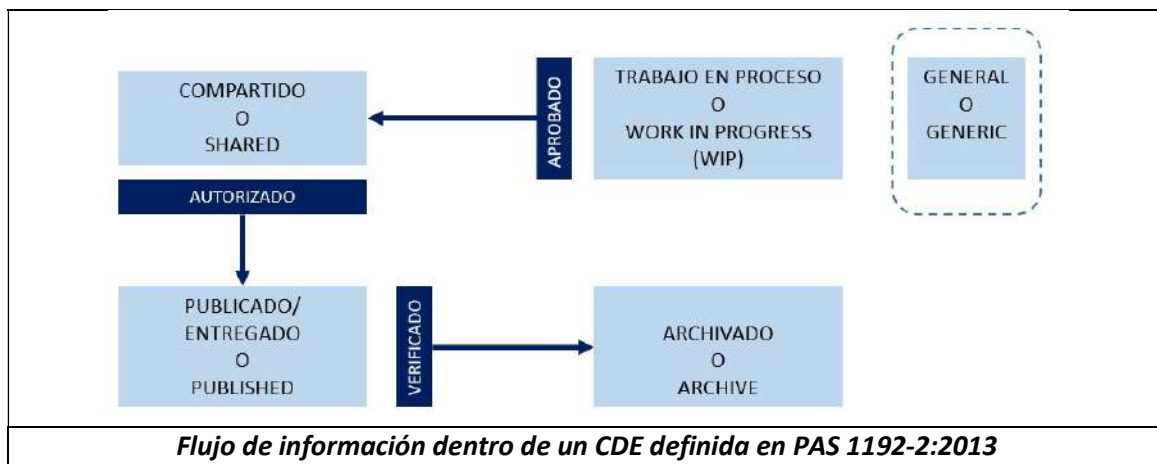 COMPARTIDO
O
SHARED
APROBADO
TRABAJO EN PROCESO
O
WORK IN PROGRESS
(WIP)
GENERAL
O
GENERIC
AUTORIZADO
PUBLICADO/
ENTREGADO
O
PUBLISHED
VERIFICADO
ARCHIVADO
O
ARCHIVE
Flujo de información dentro de un CDE definida en PAS 1192-2:2013